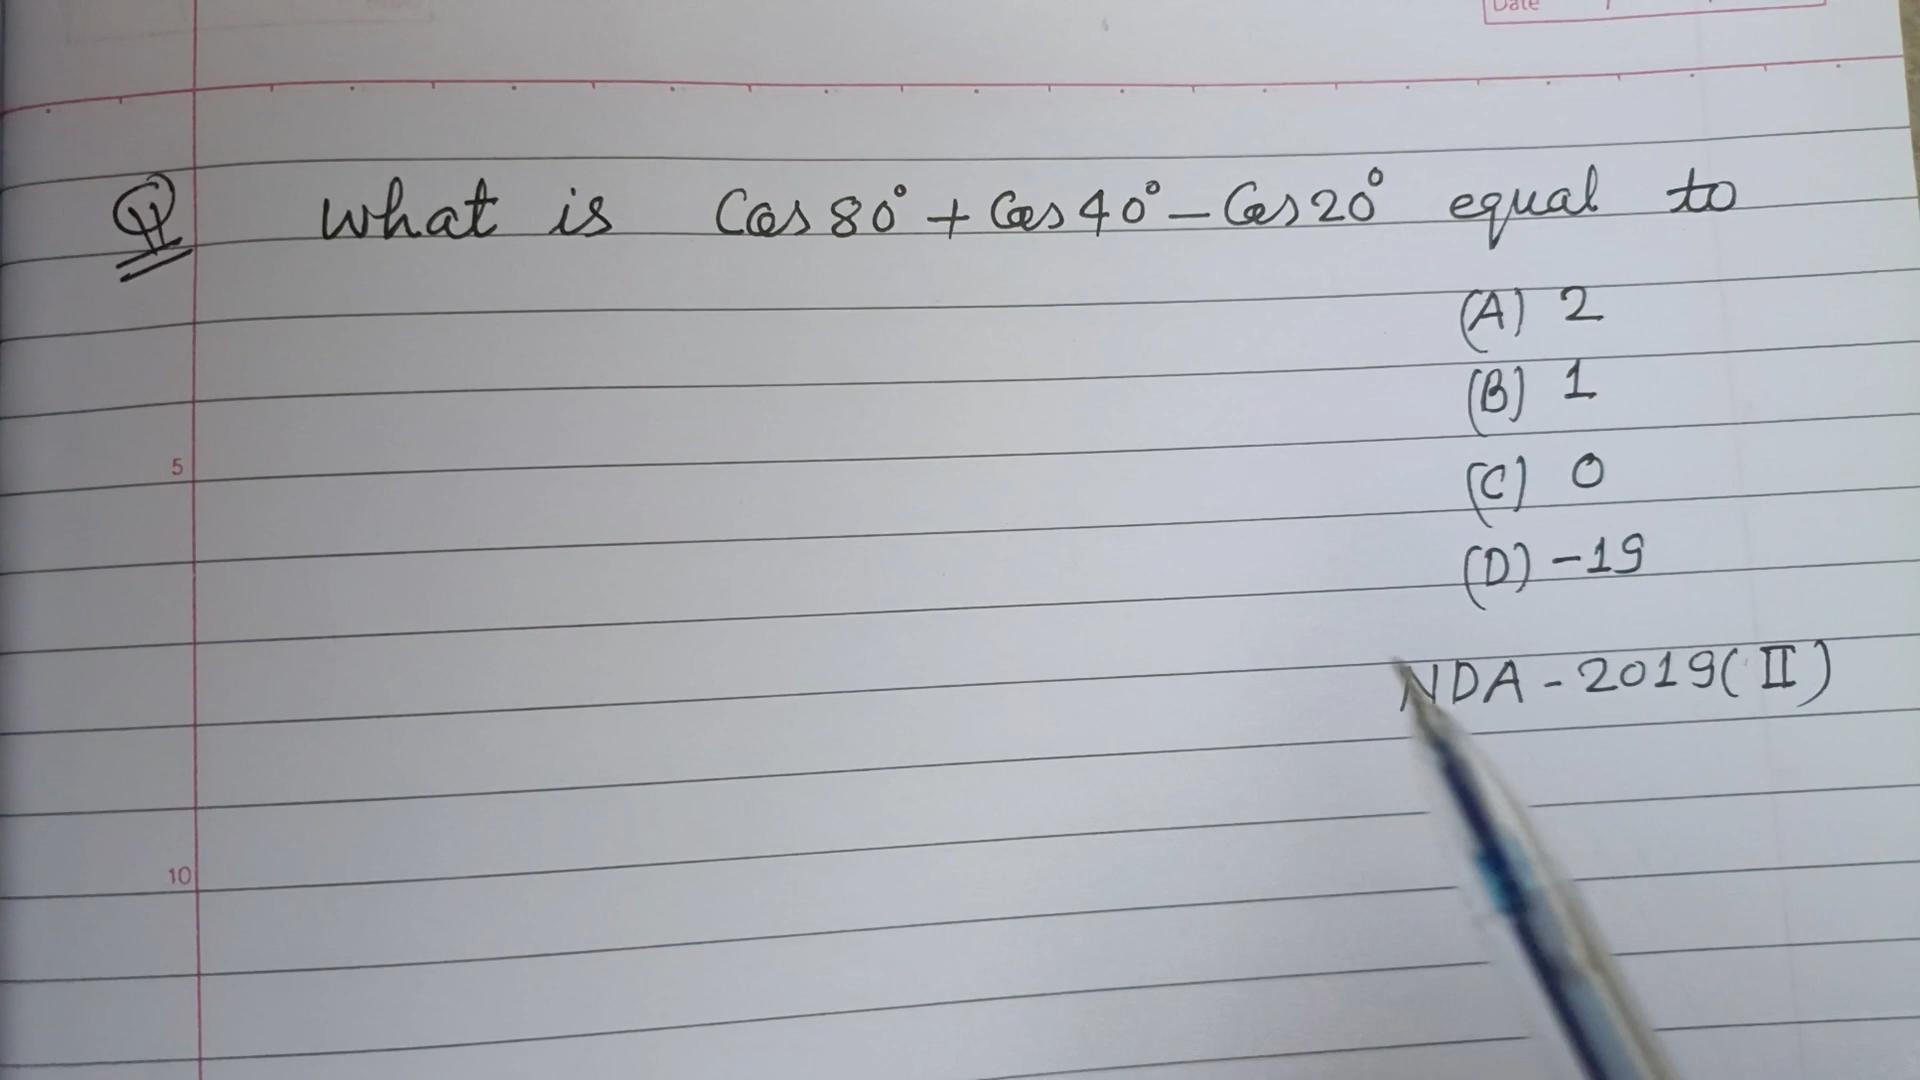 Date
Q What is Cos 80° + Cos 40° - Cos 20° equal to
(A) 2
(B) 1
(C) 0
(D) -19
NDA - 2019 (II)
5
10